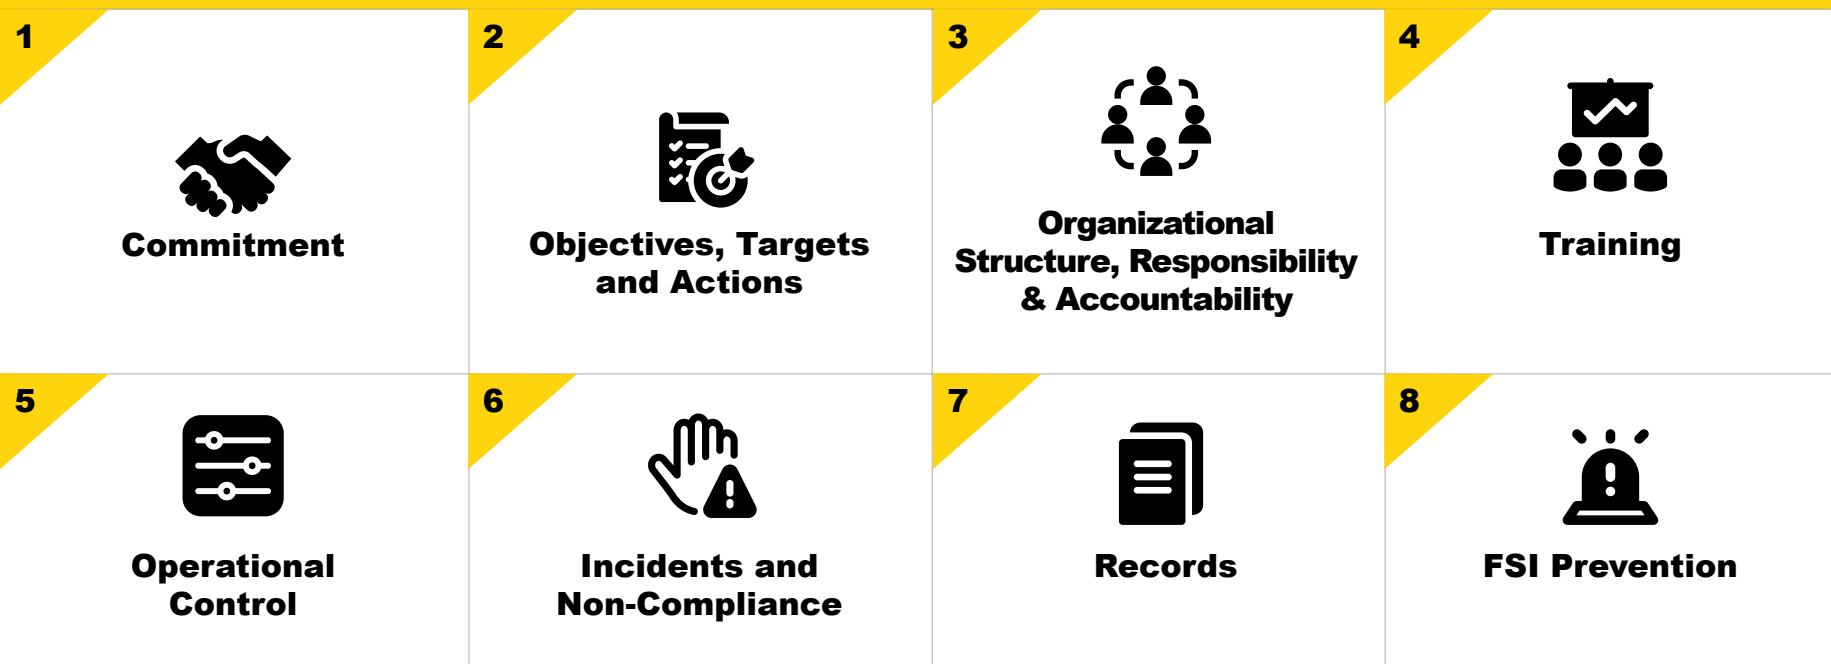 1
Commitment
2
Objectives, Targets
and Actions
3
Organizational
Structure, Responsibility
& Accountability
4
Training
5
Operational
Control
6
Incidents and
Non-Compliance
7
Records
8
FSI Prevention